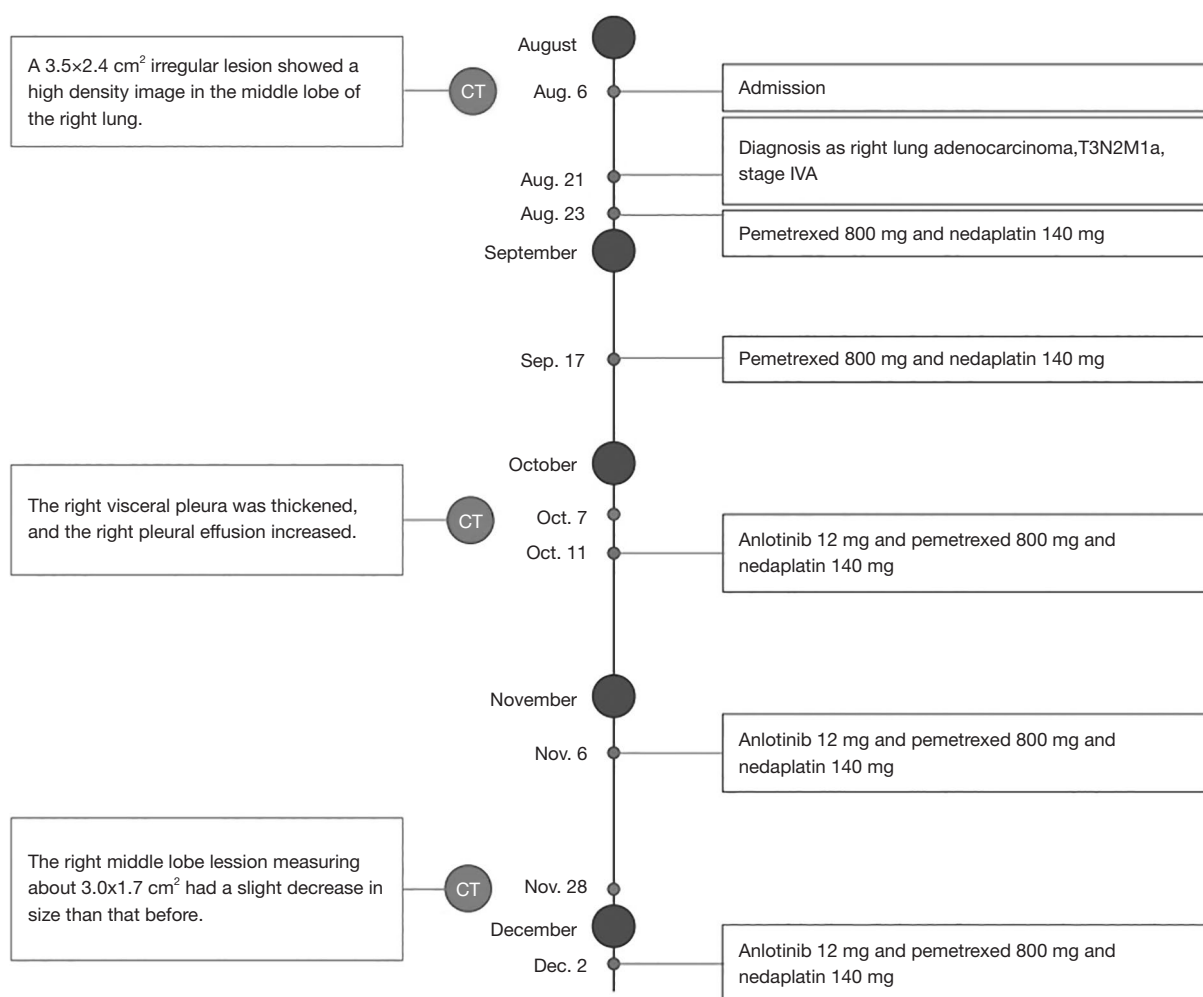 August
A 3.5×2.4 cm² irregular lesion showed a
high density image in the middle lobe of
the right lung.
CT
Aug. 6
Admission
Diagnosis as right lung adenocarcinoma,T3N2M1a,
stage IVA
Aug. 21
Aug. 23
Pemetrexed 800 mg and nedaplatin 140 mg
September
Sep. 17
Pemetrexed 800 mg and nedaplatin 140 mg
October
The right visceral pleura was thickened,
and the right pleural effusion increased.
CT
Oct. 7
Oct. 11
Anlotinib 12 mg and pemetrexed 800 mg and
nedaplatin 140 mg
November
Nov. 6
Anlotinib 12 mg and pemetrexed 800 mg and
nedaplatin 140 mg
The right middle lobe lession measuring
about 3.0x1.7 cm² had a slight decrease in
size than that before.
CT
Nov. 28
December
Dec. 2
Anlotinib 12 mg and pemetrexed 800 mg and
nedaplatin 140 mg